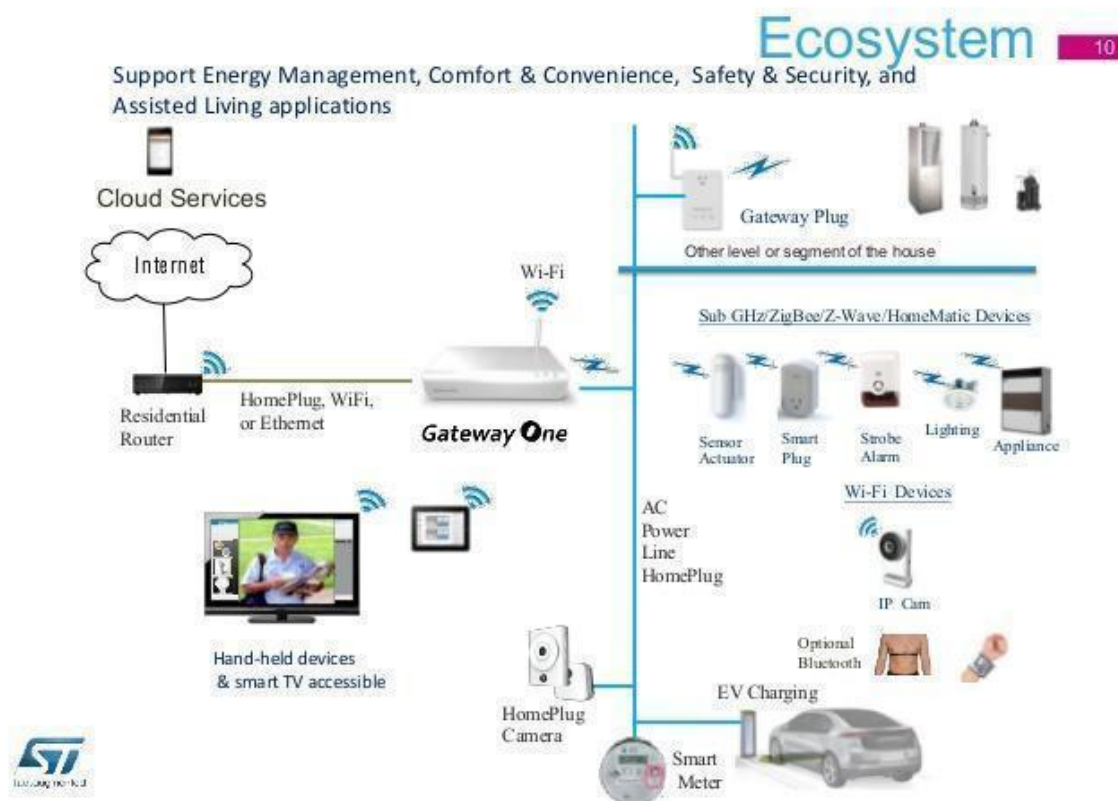 Ecosystem
10
Support Energy Management, Comfort & Convenience, Safety & Security, and
Assisted Living applications
Cloud Services
Internet
Residential
Router
HomePlug, WiFi,
or Ethernet
Wi-Fi
Gateway One
Gateway Plug
Other level or segment of the house
Sub GHz/ZigBee/Z-Wave/HomeMatic Devices
Sensor
Actuator
Smart
Plug
Strobe
Alarm
Lighting
Appliance
Wi-Fi Devices
IP Cam
AC
Power
Line
HomePlug
Optional
Bluetooth
Hand-held devices
& smart TV accessible
HomePlug
Camera
EV Charging
Smart
Meter
ST